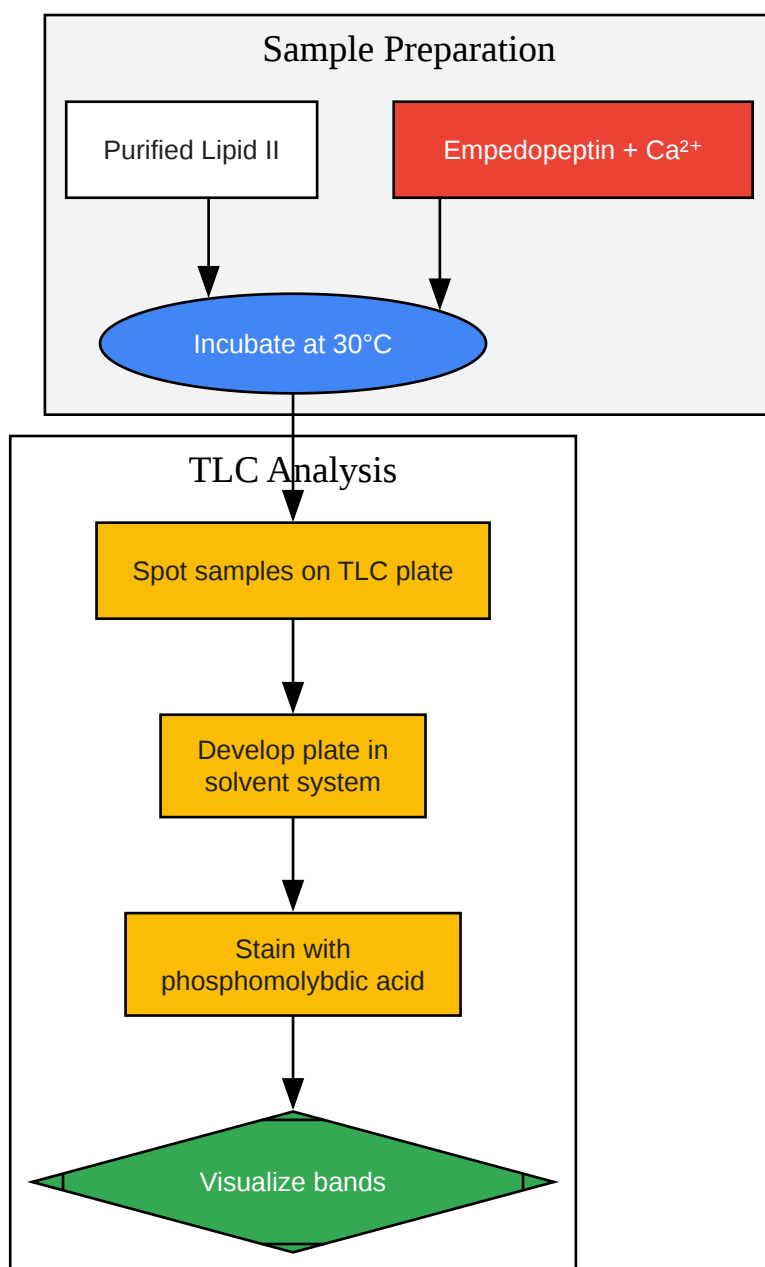 Sample Preparation
Purified Lipid II
Empedopeptin + Ca²⁺
Incubate at 30°C
TLC Analysis
Spot samples on TLC plate
Develop plate in
solvent system
Stain with
phosphomolybdic acid
Visualize bands